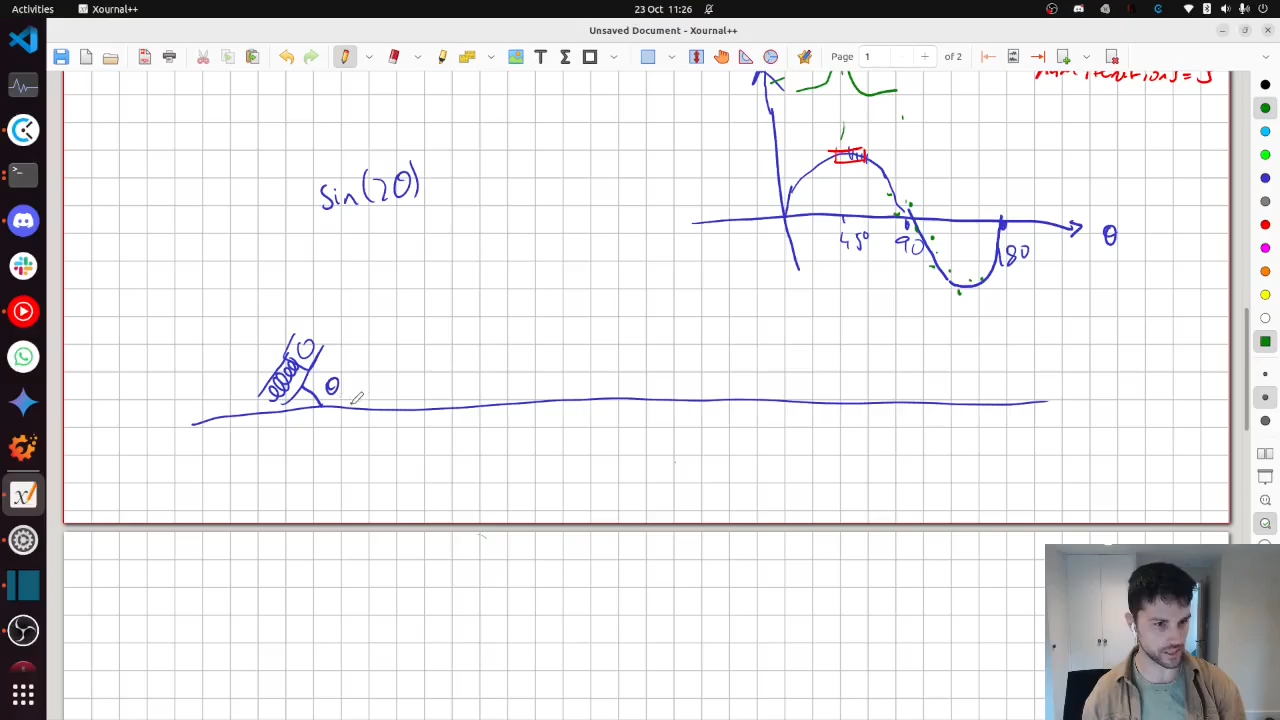 Activities
Xournal++
23 Oct 11:26
Unsaved Document - Xournal++
Page 1 of 2
sin(2θ)
45°
90
180
θ
θ